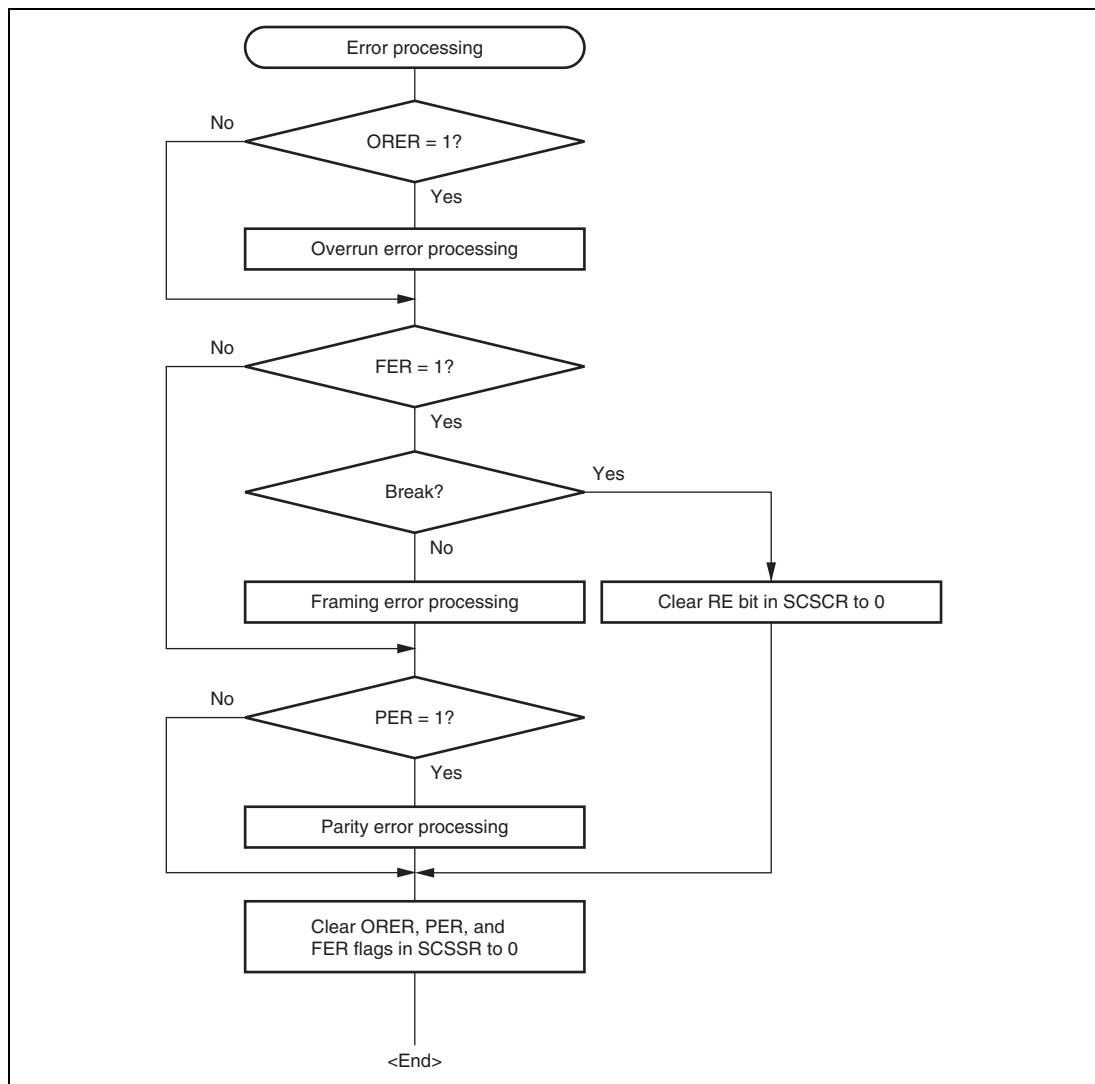 Error processing
No
ORER = 1?
Yes
Overrun error processing
No
FER = 1?
Yes
Yes
Break?
No
Framing error processing
Clear RE bit in SCSCR to 0
No
PER = 1?
Yes
Parity error processing
Clear ORER, PER, and
FER flags in SCSSR to 0
<End>